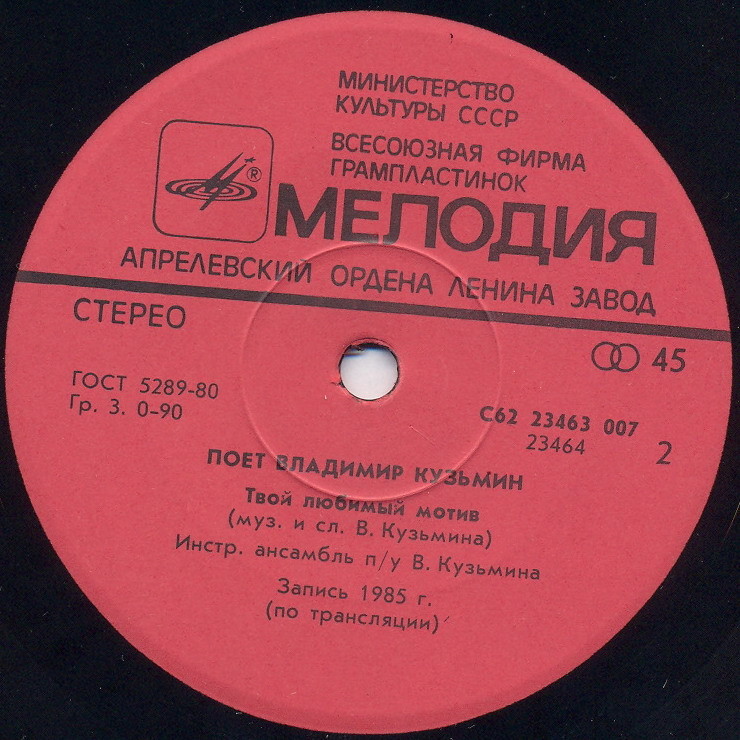 МИНИСТЕРСТВО
КУЛЬТУРЫ СССР
ВСЕСОЮЗНАЯ ФИРМА
ГРАМПЛАСТИНОК
®
МЕЛОДИЯ
АПРЕЛЕВСКИЙ ОРДЕНА ЛЕНИНА ЗАВОД
СТЕРЕО
45
ГОСТ 5289-80
Гр. 3. 0-90
С62 23463 007
23464
2
ПОЕТ ВЛАДИМИР КУЗЬМИН
Твой любимый мотив
(муз. и сл. В. Кузьмина)
Инстр. ансамбль п/у В. Кузьмина
Запись 1985 г.
(по трансляции)